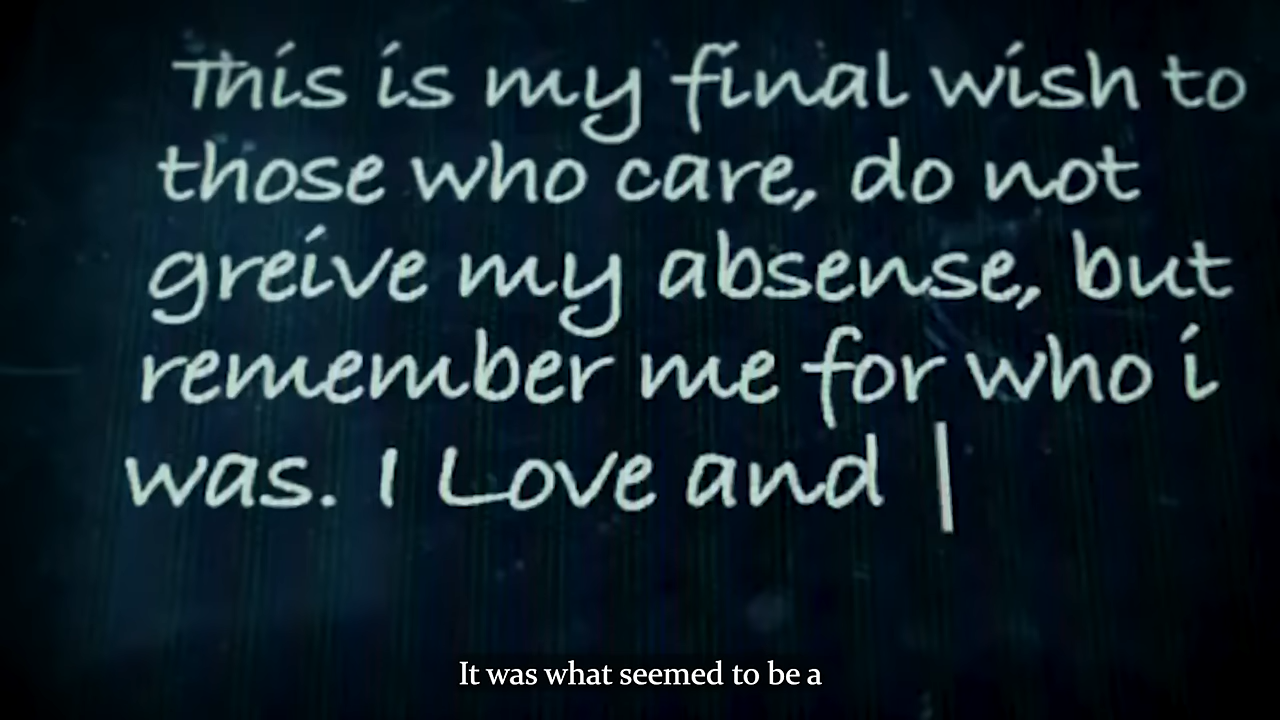 This is my final wish to
those who care, do not
greive my absense, but
remember me for who i
was. I Love and |
It was what seemed to be a